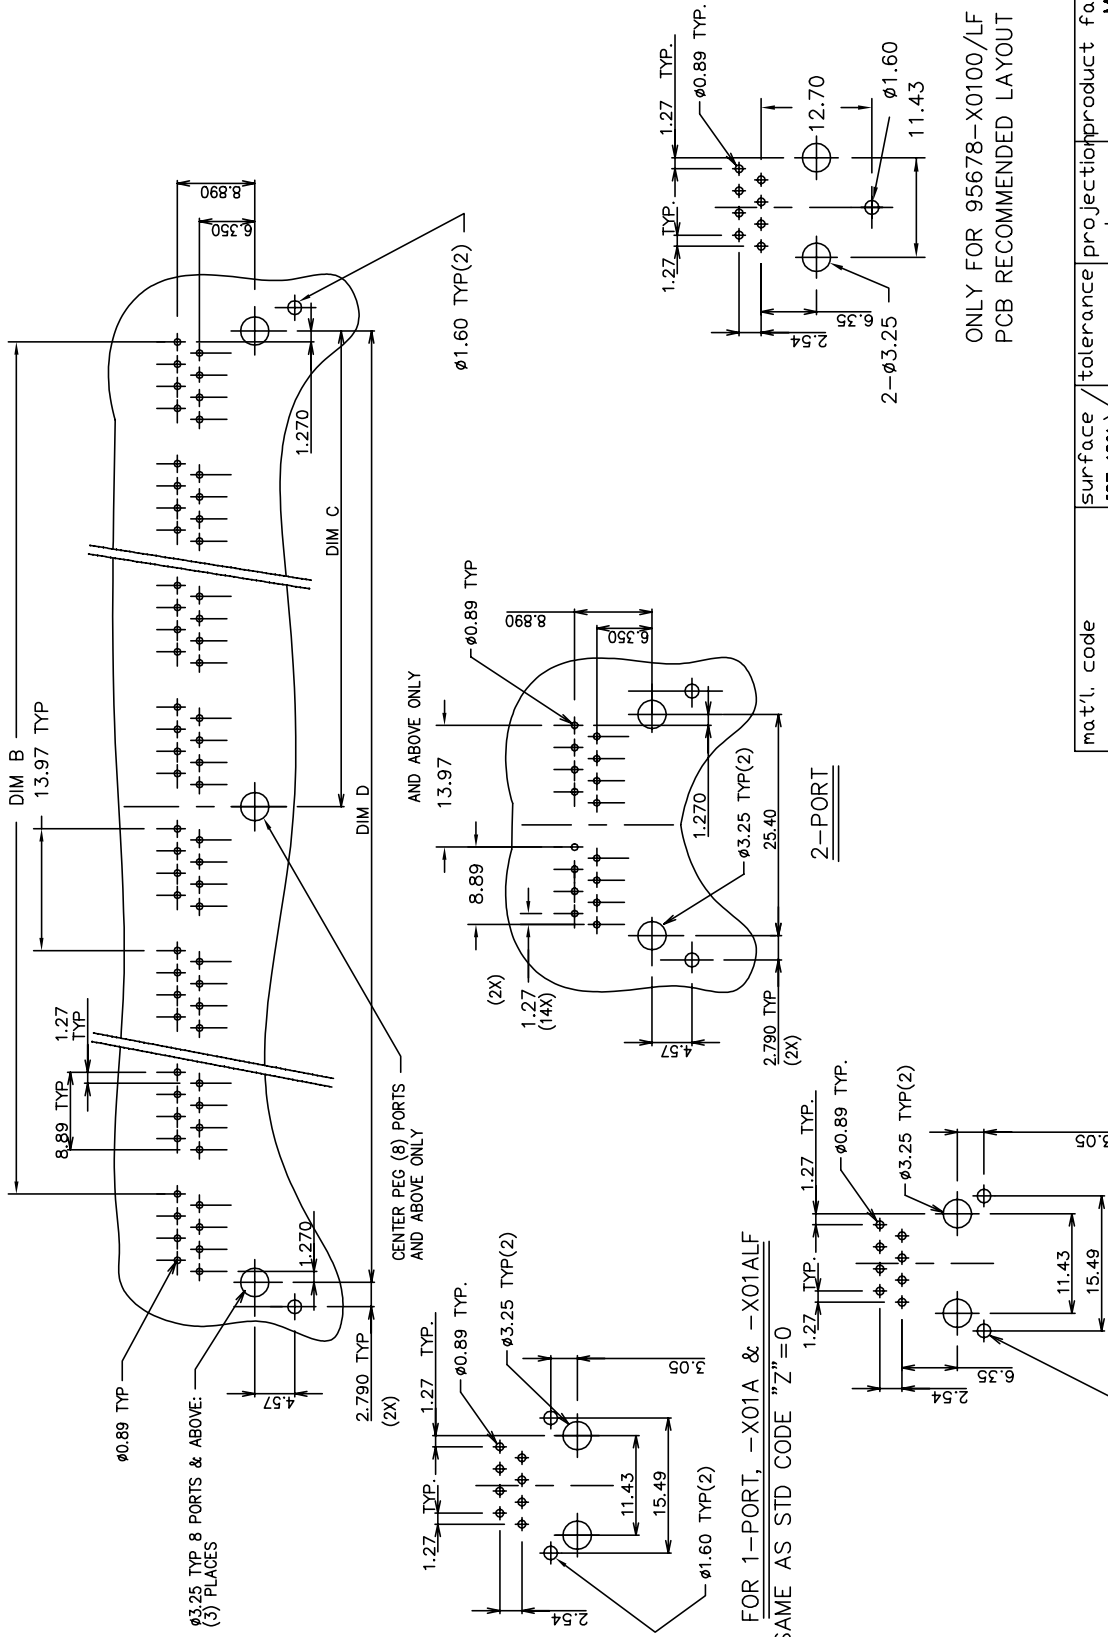 DIM B
13.97 TYP
1.27
TYP
8.89 TYP
8.890
6.350
ø0.89 TYP
ø3.25 TYP 8 PORTS & ABOVE:
(3) PLACES
1.270
1.270
4.57
2.790 TYP
(2X)
DIM C
DIM D
ø1.60 TYP(2)
CENTER PEG (8) PORTS
AND ABOVE ONLY
AND ABOVE ONLY
13.97
8.89
(2X)
1.27
(14X)
ø0.89 TYP
8.890
6.350
1.270
ø3.25 TYP(2)
25.40
4.57
2.790 TYP
(2X)
2-PORT
1.27 TYP.
1.27 TYP.
ø0.89 TYP.
ø3.25 TYP(2)
3.05
2.54
11.43
15.49
ø1.60 TYP(2)
FOR 1-PORT, -X01A & -X01ALF
SAME AS STD CODE "Z"=0
1.27 TYP.
1.27 TYP.
ø0.89 TYP.
ø3.25 TYP(2)
3.05
2.54
6.35
11.43
15.49
1.27 TYP.
1.27 TYP.
ø0.89 TYP.
12.70
ø1.60
11.43
2.54
6.35
2-ø3.25
ONLY FOR 95678-X0100/LF
PCB RECOMMENDED LAYOUT
mat'l. code
surface /
tolerance
projection
product fa